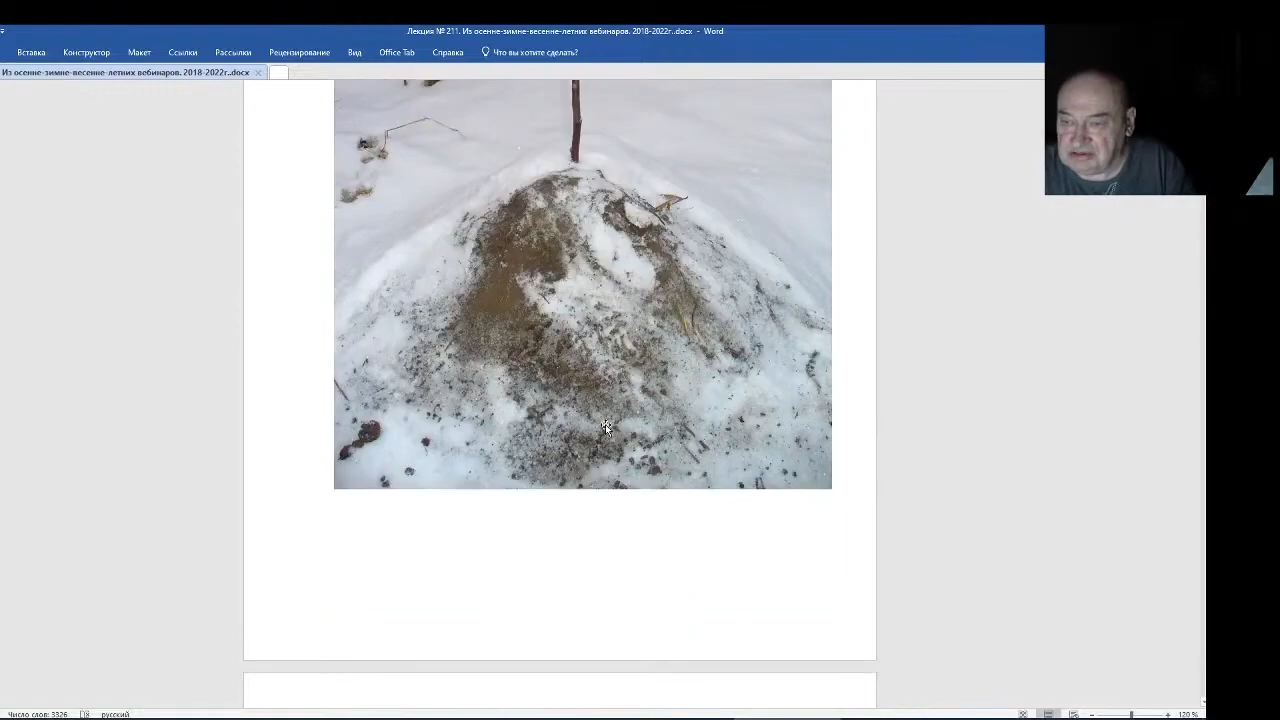 Лекция № 211. Из осенне-зимне-весенне-летних вебинаров. 2018-2022г..docx - Word
Вставка Конструктор Макет Ссылки Рассылки Рецензирование Вид Office Tab Справка Что вы хотите сделать?
Из осенне-зимне-весенне-летних вебинаров. 2018-2022г..docx
Число слов: 3326 русский 120 %